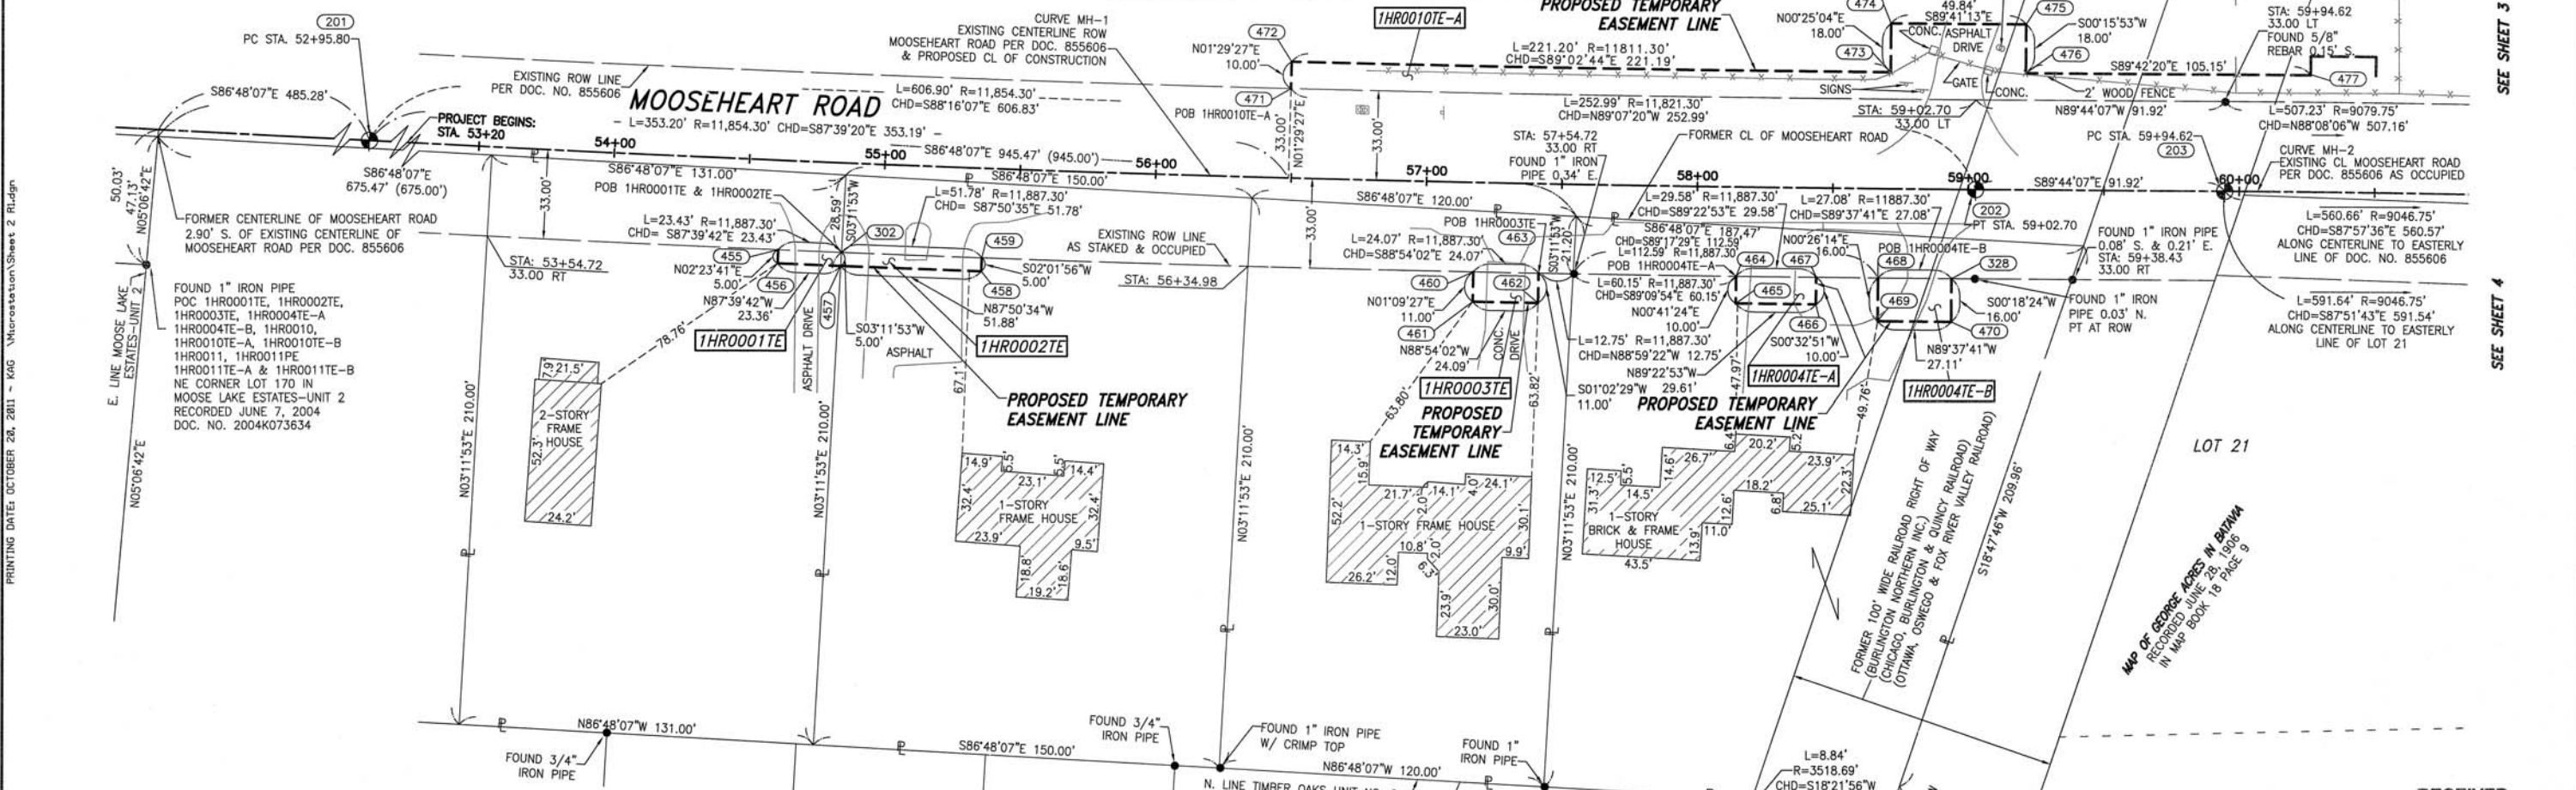 201
PC STA. 52+95.80
S86°48'07"E 485.28'
EXISTING ROW LINE
PER DOC. NO. 855606
CURVE MH-1
EXISTING CENTERLINE ROW
MOOSEHEART ROAD PER DOC. 855606
& PROPOSED CL OF CONSTRUCTION
MOOSEHEART ROAD
L=606.90' R=11,854.30'
CHD=S88°16'07"E 606.83'
L=353.20' R=11,854.30' CHD=S87°39'20"E 353.19'
PROJECT BEGINS:
STA. 53+20
54+00
55+00
56+00
57+00
58+00
59+00
60+00
S86°48'07"E 945.47' (945.00')
S86°48'07"E
675.47' (675.00')
S86°48'07"E 131.00'
S86°48'07"E 150.00'
S86°48'07"E 120.00'
S86°48'07"E 187.47'
50.03'
47.13'
N05°06'42"E
FORMER CENTERLINE OF MOOSEHEART ROAD
2.90' S. OF EXISTING CENTERLINE OF
MOOSEHEART ROAD PER DOC. 855606
E. LINE MOOSE LAKE
ESTATES-UNIT 2
FOUND 1" IRON PIPE
POC 1HR0001TE, 1HR0002TE,
1HR0003TE, 1HR0004TE-A
1HR0004TE-B, 1HR0010,
1HR0010TE-A, 1HR0010TE-B
1HR0011, 1HR0011PE
1HR0011TE-A & 1HR0011TE-B
NE CORNER LOT 170 IN
MOOSE LAKE ESTATES-UNIT 2
RECORDED JUNE 7, 2004
DOC. NO. 2004K073634
N05°06'42"E
PRINTING DATE: OCTOBER 20, 2011 ~ KAG \Microstation\Sheet 2 R1.dgn
33.00'
STA: 53+54.72
33.00 RT
POB 1HR0001TE & 1HR0002TE
L=23.43' R=11,887.30'
CHD= S87°39'42"E 23.43'
28.59'
S03°11'53"W
302
L=51.78' R=11,887.30'
CHD= S87°50'35"E 51.78'
455
N02°23'41"E
5.00'
456
N87°39'42"W
23.36'
457
S03°11'53"W
5.00'
459
S02°01'56"W
5.00'
458
N87°50'34"W
51.88'
1HR0001TE
1HR0002TE
ASPHALT DRIVE
ASPHALT
78.76'
67.1'
PROPOSED TEMPORARY
EASEMENT LINE
EXISTING ROW LINE
AS STAKED & OCCUPIED
STA: 56+34.98
N03°11'53"E 210.00'
N03°11'53"E 210.00'
N03°11'53"E 210.00'
N03°11'53"E 210.00'
7.9'
21.5'
2-STORY
FRAME
HOUSE
52.3'
24.2'
14.9'
5.5'
23.1'
5.5'
14.4'
32.4'
32.4'
1-STORY
FRAME HOUSE
23.9'
9.5'
18.8'
18.6'
19.2'
472
N01°29'27"E
10.00'
471
POB 1HR0010TE-A
33.00'
N01°29'27"E
33.00'
33.00'
1HR0010TE-A
PROPOSED TEMPORARY
EASEMENT LINE
L=221.20' R=11811.30'
CHD=S89°02'44"E 221.19'
L=252.99' R=11,821.30'
CHD=N89°07'20"W 252.99'
FORMER CL OF MOOSEHEART ROAD
STA: 57+54.72
33.00 RT
FOUND 1" IRON
PIPE 0.34' E.
474
N00°25'04"E
18.00'
473
49.84'
S89°41'13"E
475
S00°15'53"W
18.00'
476
CONC.
ASPHALT
DRIVE
GATE
CONC.
SIGNS
2' WOOD FENCE
S89°42'20"E 105.15'
477
STA: 59+94.62
33.00 LT
FOUND 5/8"
REBAR 0.15' S.
STA: 59+02.70
33.00 LT
N89°44'07"W 91.92'
L=507.23' R=9079.75'
CHD=N88°08'06"W 507.16'
PC STA. 59+94.62
203
CURVE MH-2
EXISTING CL MOOSEHEART ROAD
PER DOC. 855606 AS OCCUPIED
S89°44'07"E 91.92'
202
PT STA. 59+02.70
L=560.66' R=9046.75'
CHD=S87°57'36"E 560.57'
ALONG CENTERLINE TO EASTERLY
LINE OF DOC. NO. 855606
FOUND 1" IRON PIPE
0.08' S. & 0.21' E.
STA: 59+38.43
33.00 RT
FOUND 1" IRON
PIPE 0.03' N.
PT AT ROW
L=591.64' R=9046.75'
CHD=S87°51'43"E 591.54'
ALONG CENTERLINE TO EASTERLY
LINE OF LOT 21
POB 1HR0003TE
463
L=24.07' R=11,887.30'
CHD=S88°54'02"E 24.07'
S03°11'53"W
21.20'
460
N01°09'27"E
11.00'
461
462
N88°54'02"W
24.09'
CONC.
DRIVE
1HR0003TE
PROPOSED
TEMPORARY
EASEMENT LINE
63.80'
63.82'
L=12.75' R=11,887.30'
CHD=N88°59'22"W 12.75'
S01°02'29"W
11.00'
L=29.58' R=11,887.30'
CHD=S89°22'53"E 29.58'
L=27.08' R=11887.30'
CHD=S89°37'41"E 27.08'
CHD=S89°17'29"E 112.59'
L=112.59' R=11,887.30'
POB 1HR0004TE-A
L=60.15' R=11,887.30'
CHD=S89°09'54"E 60.15'
N00°41'24"E
10.00'
N89°22'53"W
29.61'
464
467
465
466
S00°32'51"W
10.00'
N00°26'14"E
16.00'
POB 1HR0004TE-B
468
328
469
S00°18'24"W
16.00'
470
N89°37'41"W
27.11'
1HR0004TE-A
1HR0004TE-B
PROPOSED TEMPORARY
EASEMENT LINE
47.97'
49.76'
14.3'
15.9'
52.2'
21.7'
2.0'
14.1'
4.0'
24.1'
30.1'
1-STORY FRAME HOUSE
10.8'
2.0'
6.3'
9.9'
26.2'
12.0'
23.9'
30.0'
23.0'
12.5'
5.5'
14.6'
26.7'
6.4'
20.2'
5.2'
23.9'
22.3'
31.3'
14.5'
12.6'
18.2'
6.8'
25.1'
1-STORY
BRICK & FRAME
HOUSE
13.9'
11.0'
43.5'
FORMER 100' WIDE RAILROAD RIGHT OF WAY
(BURLINGTON NORTHERN INC.)
(CHICAGO, BURLINGTON & QUINCY RAILROAD)
(OTTAWA, OSWEGO & FOX RIVER VALLEY RAILROAD)
S18°47'46"W 209.96'
LOT 21
MAP OF GEORGE ACRES IN BATAVIA
RECORDED JUNE 28, 1906
IN MAP BOOK 18 PAGE 9
SEE SHEET 3
SEE SHEET 4
N86°48'07"W 131.00'
FOUND 3/4"
IRON PIPE
S86°48'07"E 150.00'
FOUND 3/4"
IRON PIPE
FOUND 1" IRON PIPE
W/ CRIMP TOP
N86°48'07"W 120.00'
FOUND 1"
IRON PIPE
N. LINE TIMBER OAKS
L=8.84'
R=3518.69'
CHD=S18°21'56"W
RECEIVED